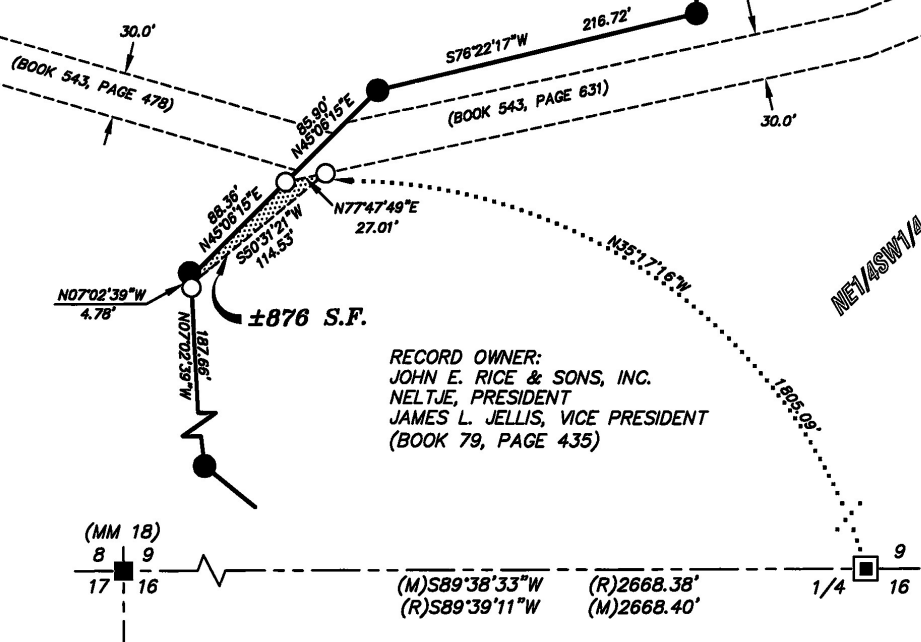 30.0'
(BOOK 543, PAGE 478)
216.72'
S76°22'17"W
(BOOK 543, PAGE 631)
30.0'
85.90'
N45°06'15"E
88.36'
N45°06'15"E
S50°31'21"W
114.53'
N77°47'49"E
27.01'
N35°17'16"W
1805.09'
NE1/4SW1/4
N07°02'39"W
4.78'
±876 S.F.
187.66'
N07°02'39"W
RECORD OWNER:
JOHN E. RICE & SONS, INC.
NELTJE, PRESIDENT
JAMES L. JELLIS, VICE PRESIDENT
(BOOK 79, PAGE 435)
(MM 18)
8 9
17 16
(M)S89°38'33"W (R)2668.38'
(R)S89°39'11"W (M)2668.40'
9
1/4 16